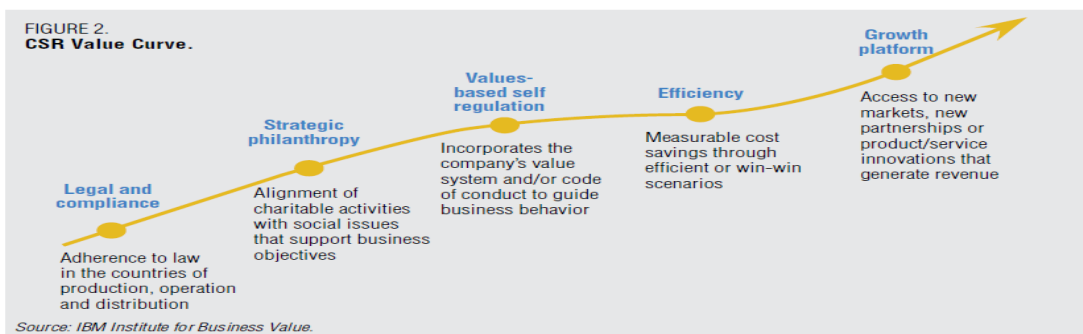 FIGURE 2.
CSR Value Curve.
Legal and
compliance
Adherence to law
in the countries of
production, operation
and distribution
Strategic
philanthropy
Alignment of
charitable activities
with social issues
that support business
objectives
Values-
based self
regulation
Incorporates the
company's value
system and/or code
of conduct to guide
business behavior
Efficiency
Measurable cost
savings through
efficient or win-win
scenarios
Growth
platform
Access to new
markets, new
partnerships or
product/service
innovations that
generate revenue
Source: IBM Institute for Business Value.